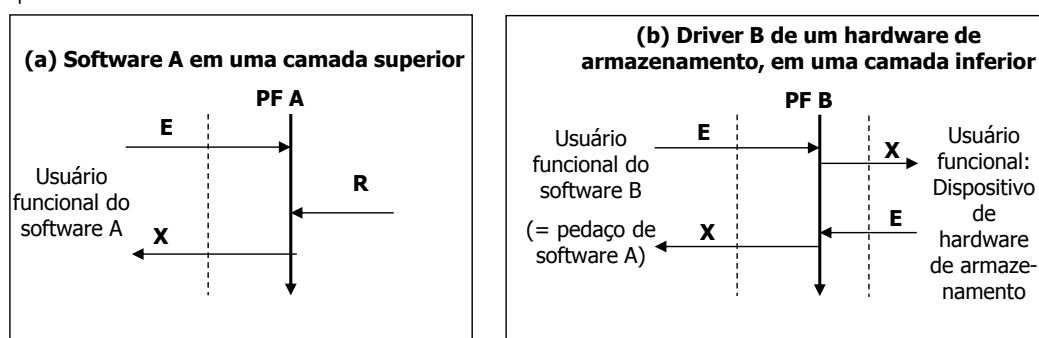 (a) Software A em uma camada superior
PF A
E
Usuário
funcional do
software A
R
X
(b) Driver B de um hardware de
armazenamento, em uma camada inferior
PF B
E
Usuário
funcional do
software B
(= pedaço de
software A)
X
X
E
Usuário
funcional:
Dispositivo
de
hardware
de armaze-
namento